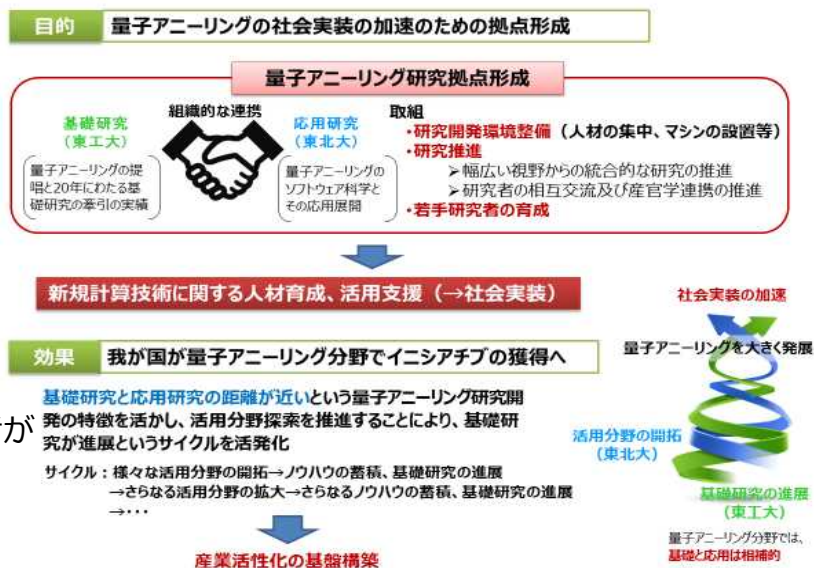 目的
量子アニーリングの社会実装の加速のための拠点形成
量子アニーリング研究拠点形成
基礎研究
(東工大)
量子アニーリングの提
唱と20年にわたる基
礎研究の牽引の実績
組織的な連携
応用研究
(東北大)
量子アニーリングの
ソフトウェア科学と
その応用展開
取組
・研究開発環境整備（人材の集中、マシンの設置等）
・研究推進
➢幅広い視野からの統合的な研究の推進
➢研究者の相互交流及び産官学連携の推進
・若手研究者の育成
新規計算技術に関する人材育成、活用支援（→社会実装）
効果
我が国が量子アニーリング分野でイニシアチブの獲得へ
が
基礎研究と応用研究の距離が近いという量子アニーリング研究開
発の特徴を活かし、活用分野探索を推進することにより、基礎研
究が進展というサイクルを活発化
サイクル：様々な活用分野の開拓→ノウハウの蓄積、基礎研究の進展
→さらなる活用分野の拡大→さらなるノウハウの蓄積、基礎研究の進展
→・・・
産業活性化の基盤構築
社会実装の加速
量子アニーリングを大きく発展
活用分野の開拓
(東北大)
基礎研究の進展
(東工大)
量子アニーリング分野では、
基礎と応用は相補的